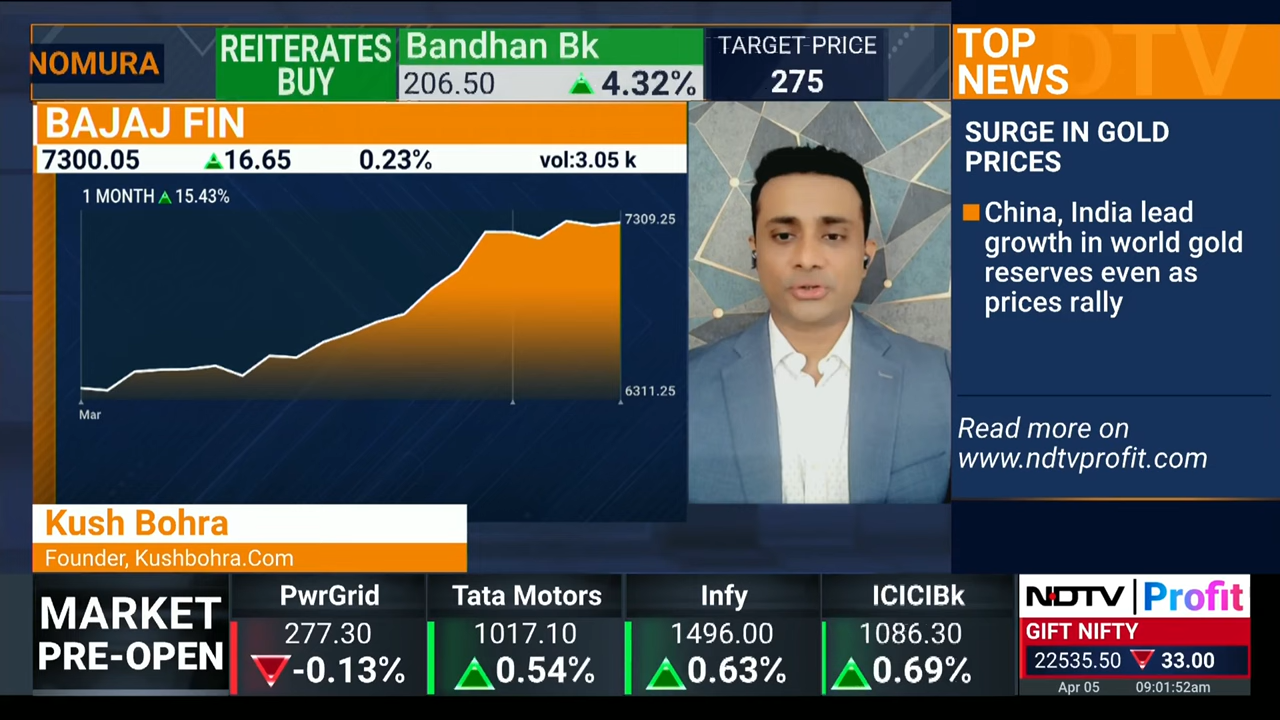 NOMURA
REITERATES
BUY
Bandhan Bk
206.50 4.32%
TARGET PRICE
275
TOP
NEWS
BAJAJ FIN
7300.05 16.65 0.23% vol:3.05 k
1 MONTH 15.43%
7309.25
6311.25
Mar
SURGE IN GOLD
PRICES
China, India lead
growth in world gold
reserves even as
prices rally
Read more on
www.ndtvprofit.com
Kush Bohra
Founder, Kushbohra.Com
MARKET
PRE-OPEN
PwrGrid
277.30
-0.13%
Tata Motors
1017.10
0.54%
Infy
1496.00
0.63%
ICICIBk
1086.30
0.69%
NDTV Profit
GIFT NIFTY
22535.50 33.00
Apr 05 09:01:52am